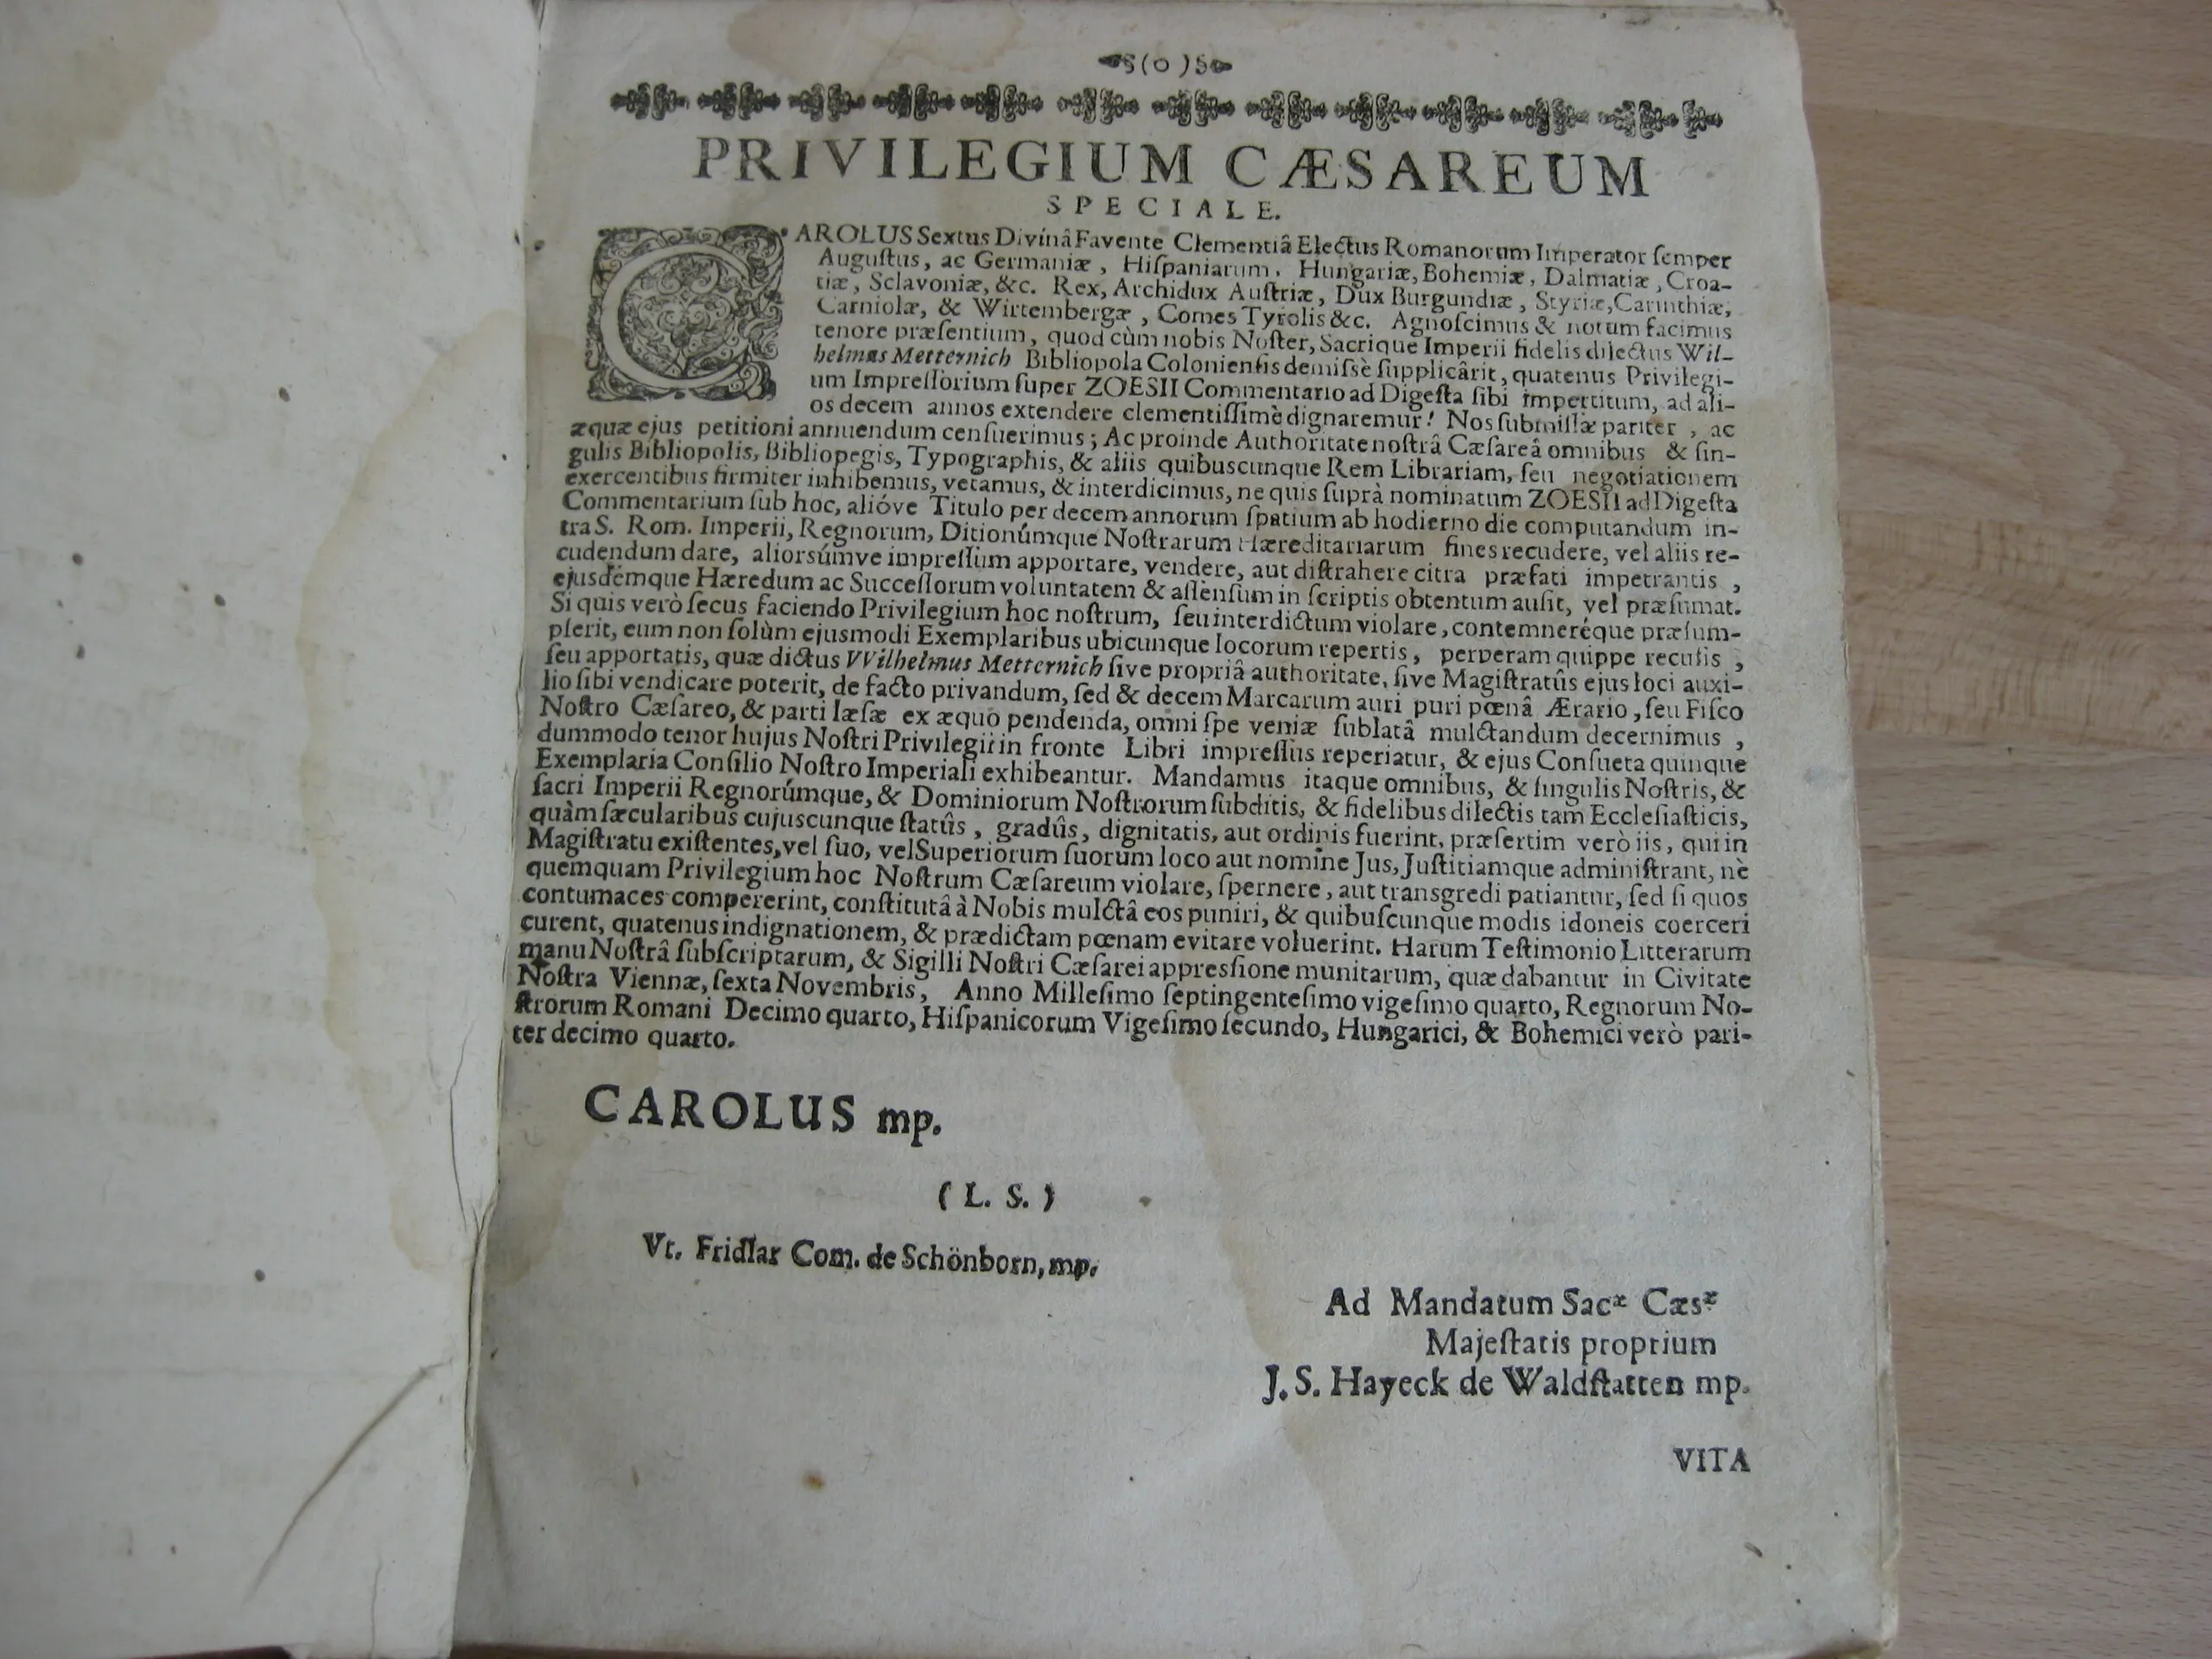 S(o)S
PRIVILEGIUM CÆSAREUM
SPECIALE.
CAROLUS Sextus Divinâ Favente Clementiâ Electus Romanorum Imperator ſemper
Auguſtus, ac Germaniæ, Hiſpaniarum, Hungariæ, Bohemiæ, Dalmatiæ, Croa-
tiæ, Sclavoniæ, &c. Rex, Archidux Auſtriæ, Dux Burgundiæ, Styriæ, Carinthiæ,
Carniolæ, & Wirtembergæ, Comes Tyrolis &c. Agnoſcimus & notum facimus
tenore præſentium, quod cùm nobis Noſter, Sacrique Imperii fidelis dilectus Wil-
helmus Metternich Bibliopola Colonienſis demiſſè ſupplicârit, quatenus Privilegi-
um Impreſſorium ſuper ZOESII Commentario ad Digeſta ſibi impertitum, ad ali-
os decem annos extendere clementiſſimè dignaremur! Nos ſubmiſſæ pariter, ac
æquæ ejus petitioni annuendum cenſuerimus; Ac proinde Authoritate noſtrâ Cæſareâ omnibus & ſin-
gulis Bibliopolis, Bibliopegis, Typographis, & aliis quibuſcunque Rem Librariam, ſeu negotiationem
exercentibus firmiter inhibemus, vetamus, & interdicimus, ne quis ſuprà nominatum ZOESII ad Digeſta
Commentarium ſub hoc, alióve Titulo per decem annorum ſpatium ab hodierno die computandum in-
tra S. Rom. Imperii, Regnorum, Ditionúmque Noſtrarum Hæreditariarum fines recudere, vel aliis re-
cudendum dare, aliorsúmve impreſſum apportare, vendere, aut diſtrahere citra præfati impetrantis,
ejusdémque Hæredum ac Succeſſorum voluntatem & aſſenſum in ſcriptis obtentum auſit, vel præſumat.
Si quis verò ſecus faciendo Privilegium hoc noſtrum, ſeu interdictum violare, contemneréque præſum-
pſerit, eum non ſolùm ejusmodi Exemplaribus ubicunque locorum repertis, perperam quippe recuſis,
ſeu apportatis, quæ dictus VVilhelmus Metternich ſive propriâ authoritate, ſive Magiſtratûs ejus loci auxi-
lio ſibi vendicare poterit, de facto privandum, ſed & decem Marcarum auri puri pœnâ Ærario, ſeu Fiſco
Noſtro Cæſareo, & parti læſæ ex æquo pendenda, omni ſpe veniæ ſublatâ mulctandum decernimus,
dummodo tenor hujus Noſtri Privilegii in fronte Libri impreſſus reperiatur, & ejus Conſueta quinque
Exemplaria Conſilio Noſtro Imperiali exhibeantur. Mandamus itaque omnibus, & ſingulis Noſtris, &
ſacri Imperii Regnorúmque, & Dominiorum Noſtrorum ſubditis, & fidelibus dilectis tam Eccleſiaſticis,
quàm ſæcularibus cujuscunque ſtatûs, gradûs, dignitatis, aut ordinis fuerint, præſertim verò iis, qui in
Magiſtratu exiſtentes, vel ſuo, vel Superiorum ſuorum loco aut nomine Jus, Juſtitiamque adminiſtrant, nè
quemquam Privilegium hoc Noſtrum Cæſareum violare, ſpernere, aut transgredi patiantur, ſed ſi quos
contumaces compererint, conſtitutâ à Nobis mulctâ eos puniri, & quibuſcunque modis idoneis coerceri
curent, quatenus indignationem, & prædictam pœnam evitare voluerint. Harum Teſtimonio Litterarum
manu Noſtrâ ſubſcriptarum, & Sigilli Noſtri Cæſarei appreſſione munitarum, quæ dabantur in Civitate
Noſtra Viennæ, ſexta Novembris, Anno Milleſimo ſeptingenteſimo vigeſimo quarto, Regnorum No-
ſtrorum Romani Decimo quarto, Hiſpanicorum Vigeſimo ſecundo, Hungarici, & Bohemici verò pari-
ter decimo quarto.
CAROLUS mp.
( L. S. )
Vt. Fridlar Com. de Schönborn, mp.
Ad Mandatum Sacæ Cæsæ
Majeſtatis proprium
J. S. Hayeck de Waldſtatten mp.
VITA